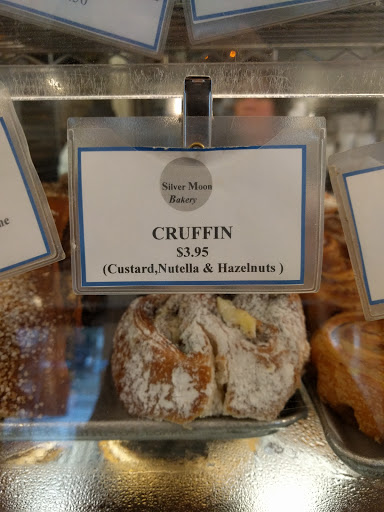 Silver Moon
Bakery
CRUFFIN
$3.95
(Custard,Nutella & Hazelnuts )